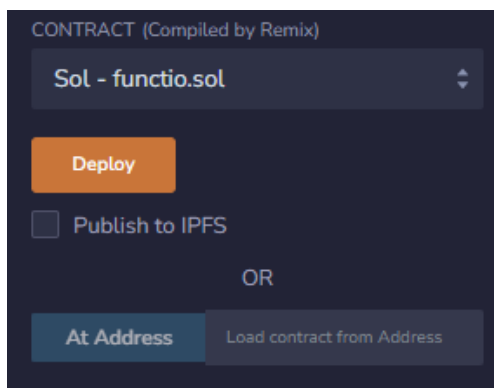 CONTRACT (Compiled by Remix)
Sol - functio.sol
Deploy
Publish to IPFS
OR
At Address Load contract from Address